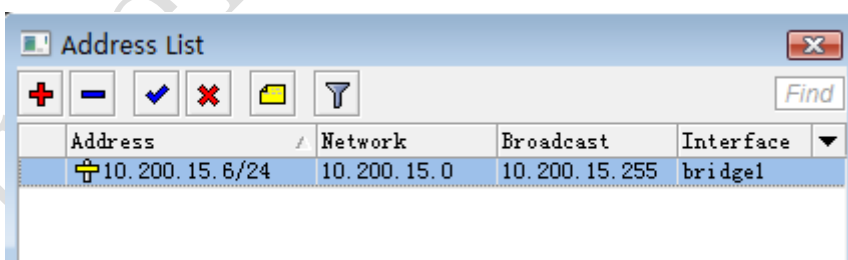 Address List
Find
Address Network Broadcast Interface
10.200.15.6/24 10.200.15.0 10.200.15.255 bridge1